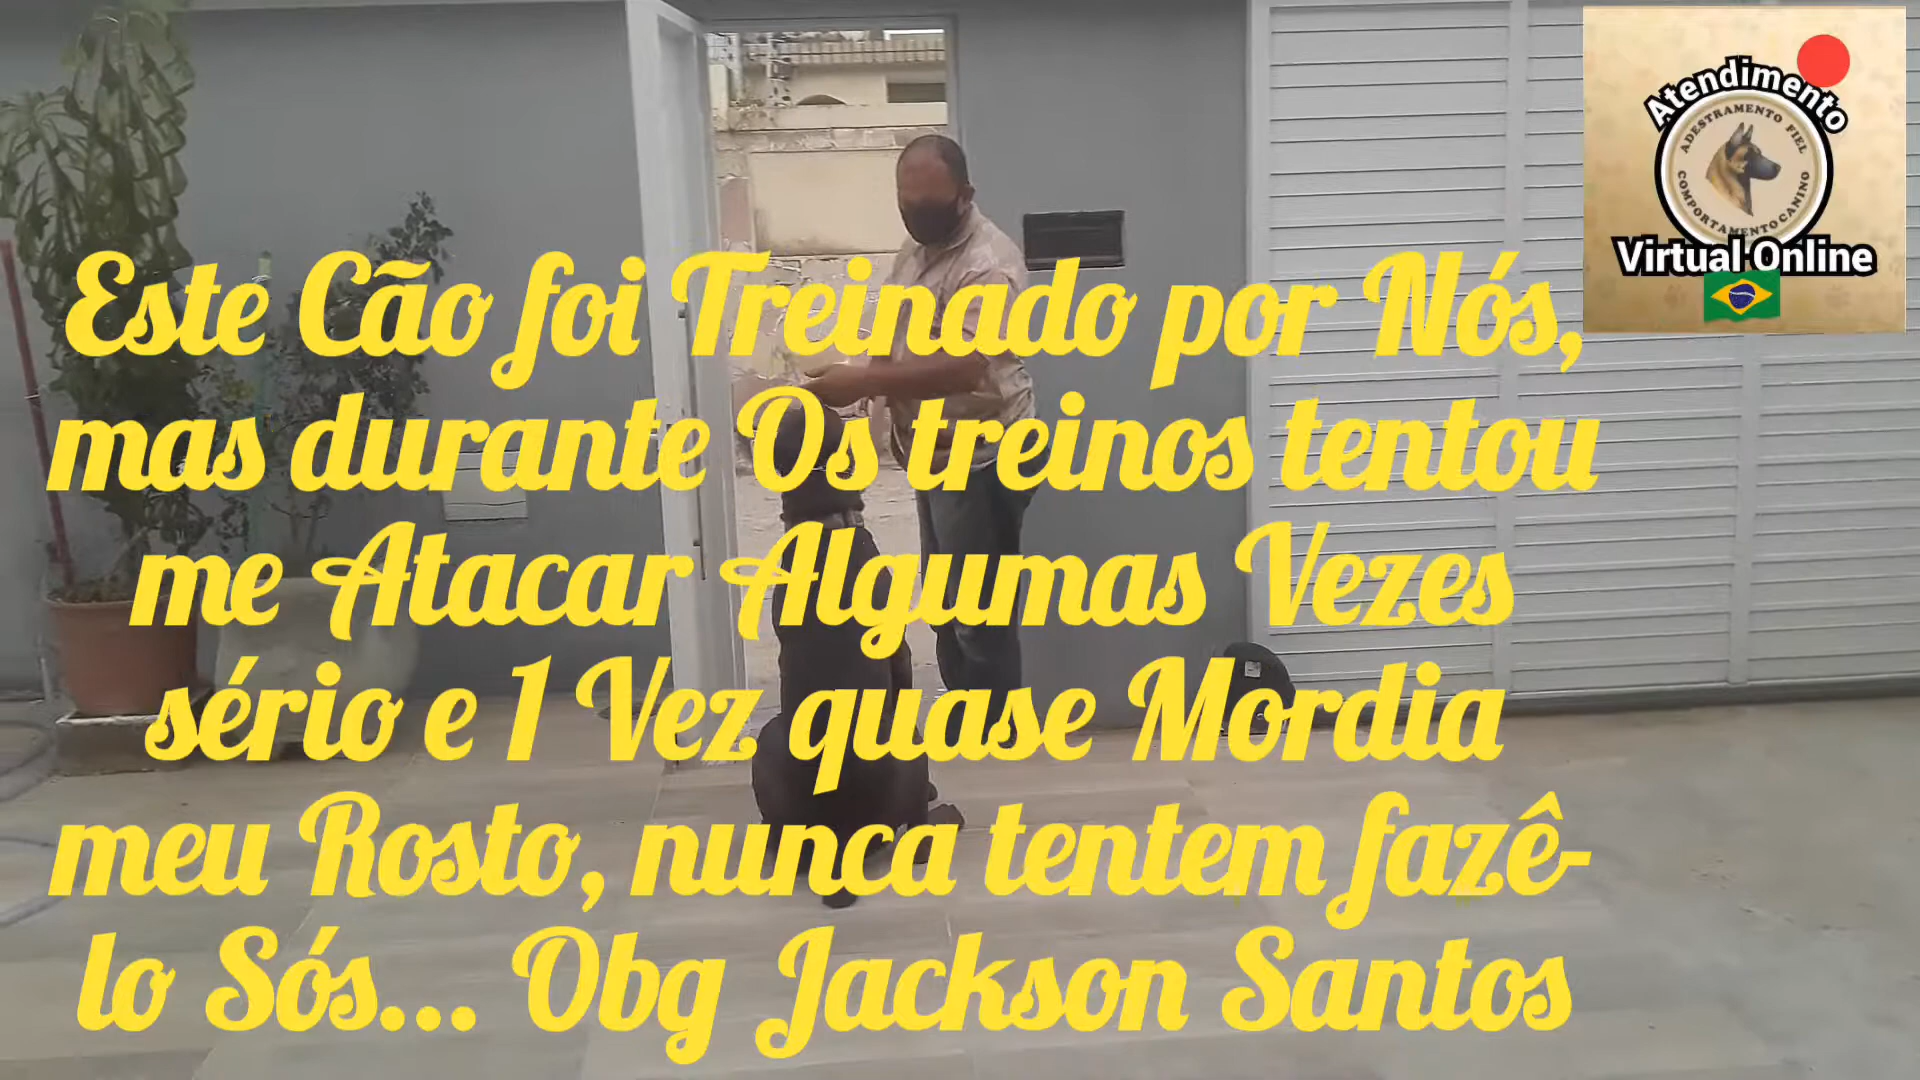 Atendimento
ADESTRAMENTO FIEL
COMPORTAMENTO CANINO
Virtual Online
Este Cão foi Treinado por Nós,
mas durante Os treinos tentou
me Atacar Algumas Vezes
sério e 1 Vez quase Mordia
meu Rosto, nunca tentem fazê-
lo Sós... Obg Jackson Santos